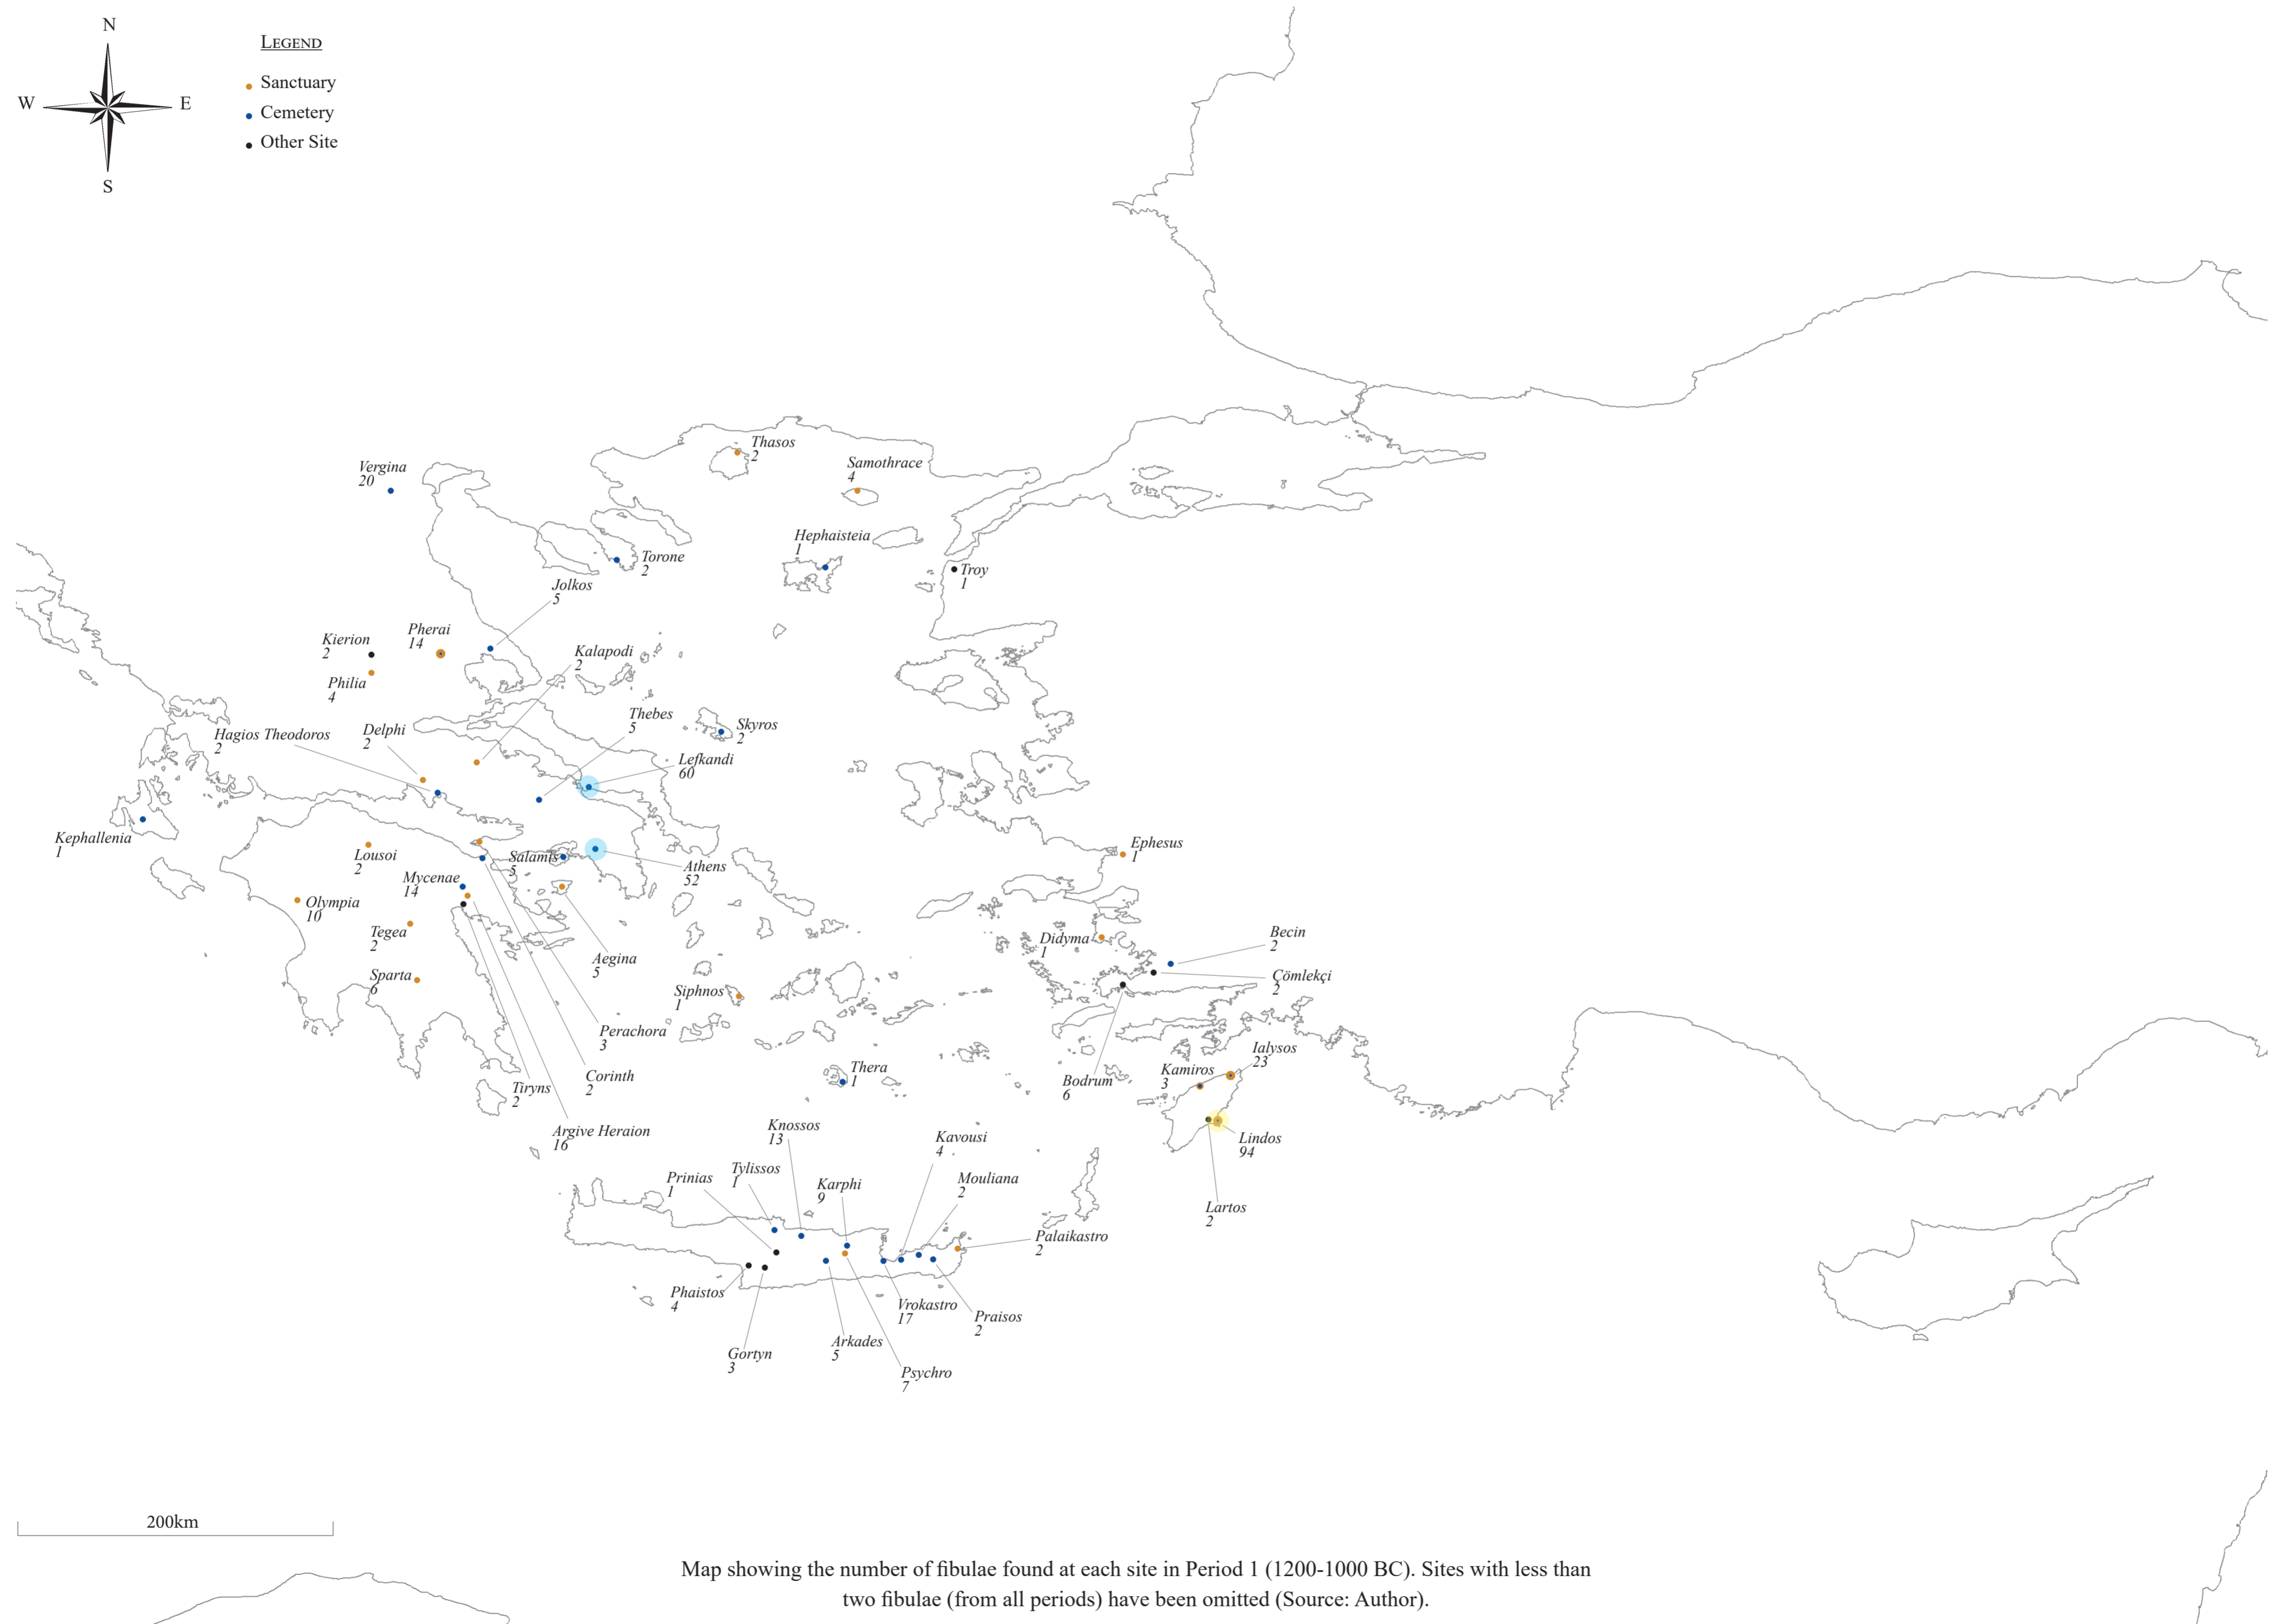 N
W
E
S
LEGEND
Sanctuary
Cemetery
Other Site
Thasos
2
Vergina
20
Samothrace
4
Hephaisteia
1
Torone
2
Troy
1
Jolkos
5
Kierion
2
Pherai
14
Kalapodi
2
Philia
4
Thebes
5
Skyros
2
Hagios Theodoros
2
Delphi
2
Lefkandi
60
Kephallenia
1
Lousoi
2
Salamis
5
Athens
52
Ephesus
1
Mycenae
14
Olympia
10
Tegea
2
Aegina
5
Didyma
1
Becin
2
Sparta
6
Siphnos
1
Cömlekçi
2
Perachora
3
Corinth
2
Tiryns
2
Argive Heraion
16
Thera
1
Bodrum
6
Kamiros
3
Ialysos
23
Lindos
94
Lartos
2
Knossos
13
Kavousi
4
Tylissos
1
Prinias
1
Karphi
9
Mouliana
2
Palaikastro
2
Phaistos
4
Vrokastro
17
Praisos
2
Arkades
5
Gortyn
3
Psychro
7
200km
Map showing the number of fibulae found at each site in Period 1 (1200-1000 BC). Sites with less than
two fibulae (from all periods) have been omitted (Source: Author).